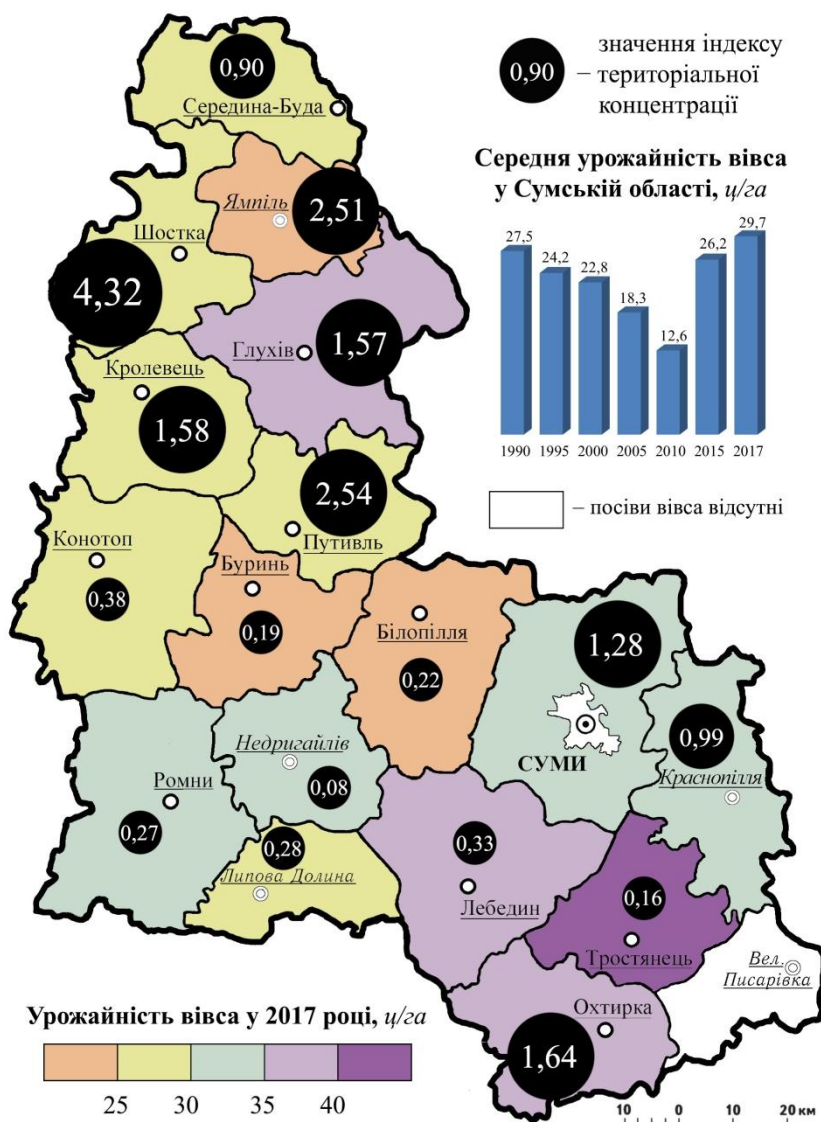 0,90
значення індексу
– територіальної
концентрації
0,90
Середина-Буда
Середня урожайність вівса
у Сумській області, ц/га
27,5
24,2
22,8
18,3
12,6
26,2
29,7
1990
1995
2000
2005
2010
2015
2017
– посіви вівса відсутні
Ямпіль
2,51
Шостка
4,32
Глухів
1,57
Кролевець
1,58
2,54
Путивль
Конотоп
0,38
Буринь
0,19
Білопілля
0,22
1,28
СУМИ
0,99
Краснопілля
Недригайлів
0,08
Ромни
0,27
0,28
Липова Долина
0,33
Лебедин
0,16
Тростянець
Вел.
Писарівка
Охтирка
1,64
Урожайність вівса у 2017 році, ц/га
25
30
35
40
10
0
10
20 км